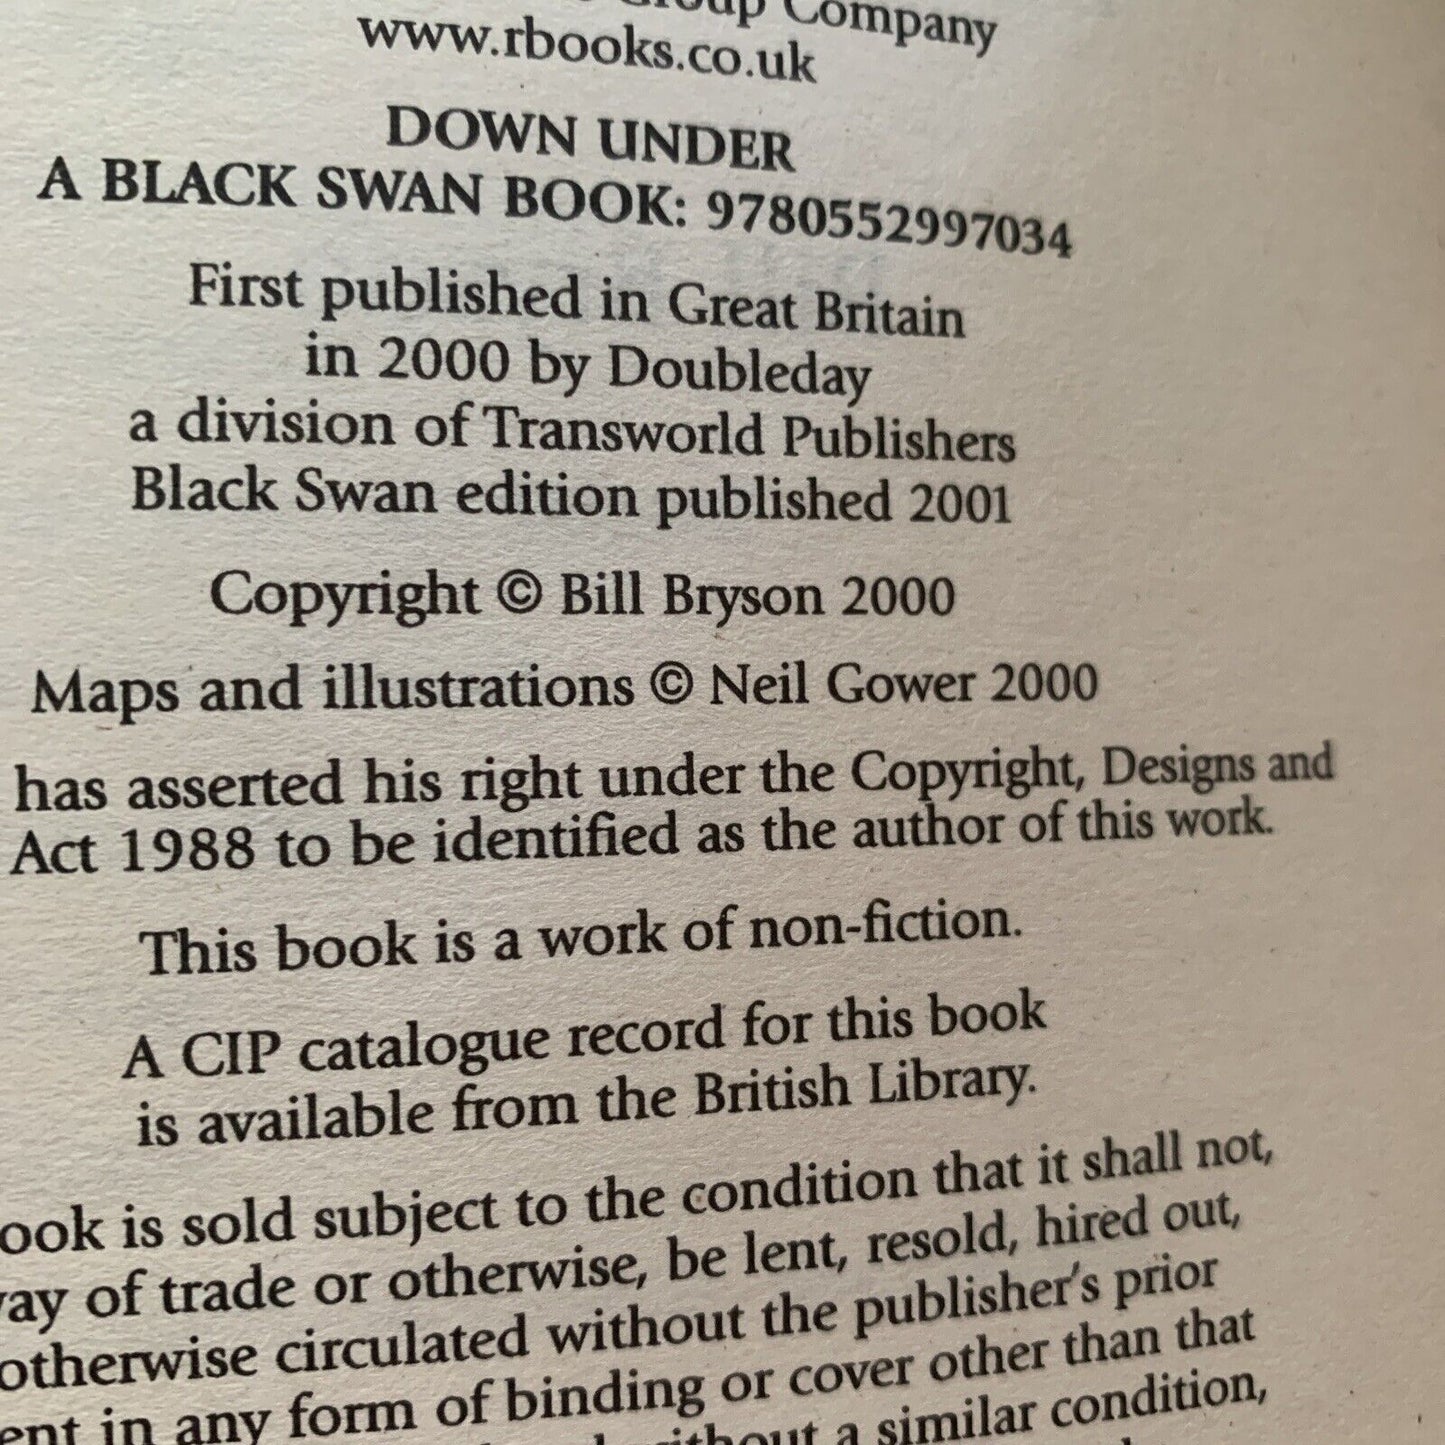 Group Company
www.rbooks.co.uk
DOWN UNDER
A BLACK SWAN BOOK: 9780552997034
First published in Great Britain
in 2000 by Doubleday
a division of Transworld Publishers
Black Swan edition published 2001
Copyright © Bill Bryson 2000
Maps and illustrations © Neil Gower 2000
has asserted his right under the Copyright, Designs and
Act 1988 to be identified as the author of this work.
This book is a work of non-fiction.
A CIP catalogue record for this book
is available from the British Library.
ook is sold subject to the condition that it shall not,
ay of trade or otherwise, be lent, resold, hired out,
otherwise circulated without the publisher's prior
ent in any form of binding or cover other than that
without a similar condition,